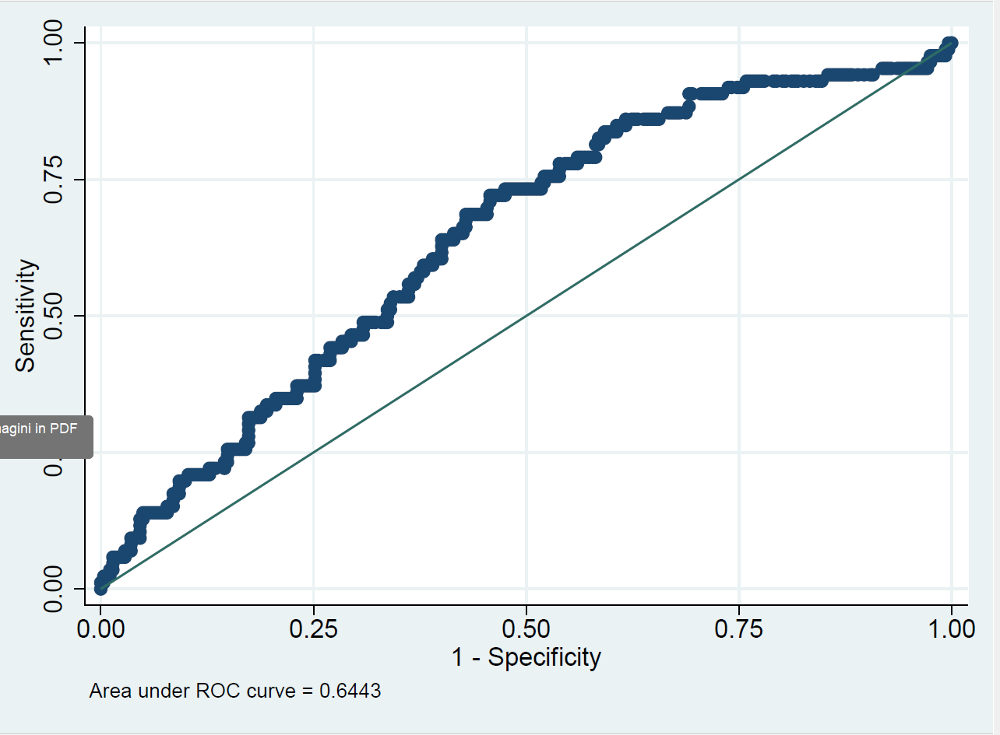 1.00
0.75
0.50
0.00
Sensitivity
agini in PDF
0.00 0.25 0.50 0.75 1.00
1 - Specificity
Area under ROC curve = 0.6443